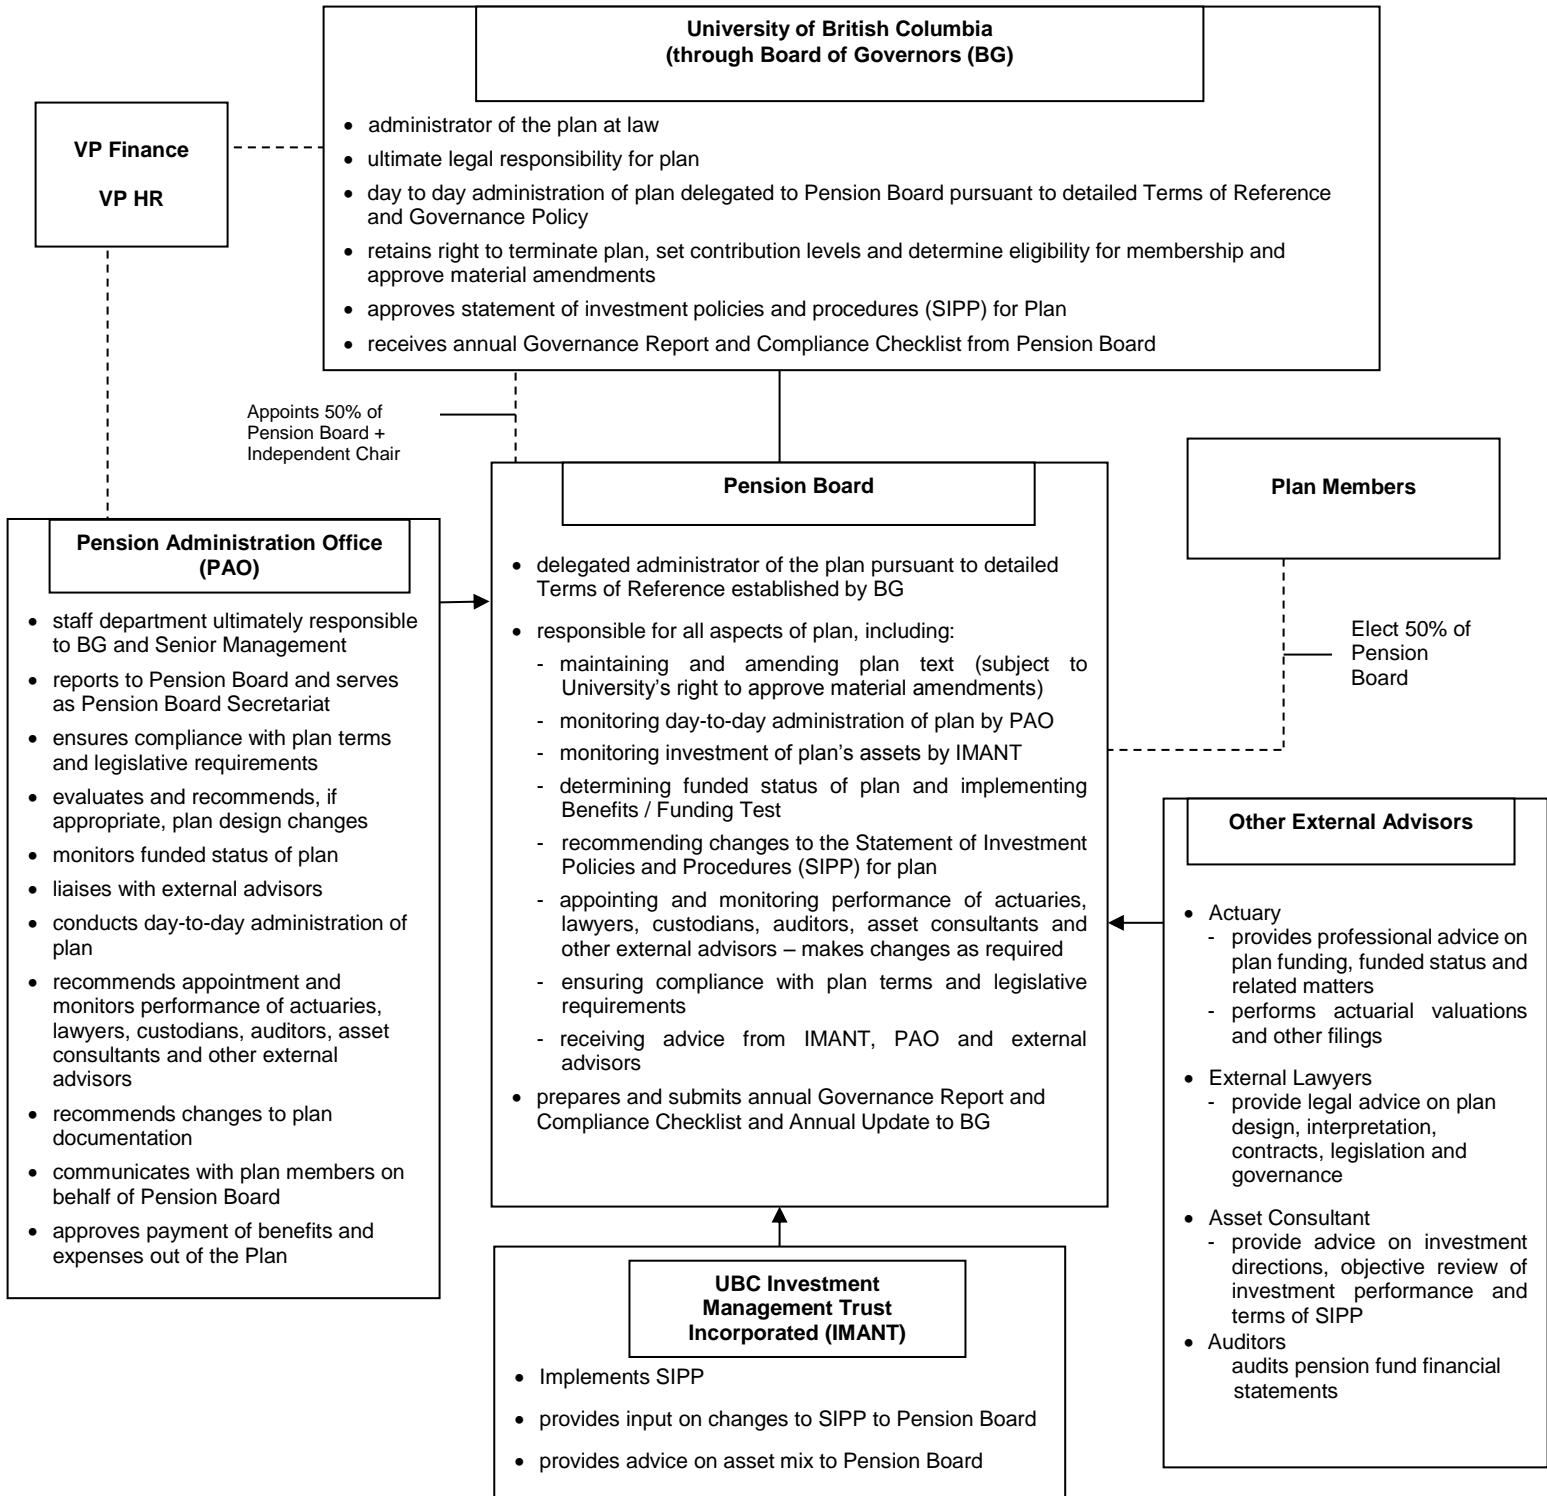 University of British Columbia
(through Board of Governors (BG)
• administrator of the plan at law
• ultimate legal responsibility for plan
• day to day administration of plan delegated to Pension Board pursuant to detailed Terms of Reference
and Governance Policy
• retains right to terminate plan, set contribution levels and determine eligibility for membership and
approve material amendments
• approves statement of investment policies and procedures (SIPP) for Plan
• receives annual Governance Report and Compliance Checklist from Pension Board
VP Finance
VP HR
Appoints 50% of
Pension Board +
Independent Chair
Pension Administration Office
(PAO)
• staff department ultimately responsible
to BG and Senior Management
• reports to Pension Board and serves
as Pension Board Secretariat
• ensures compliance with plan terms
and legislative requirements
• evaluates and recommends, if
appropriate, plan design changes
• monitors funded status of plan
• liaises with external advisors
• conducts day-to-day administration of
plan
• recommends appointment and
monitors performance of actuaries,
lawyers, custodians, auditors, asset
consultants and other external
advisors
• recommends changes to plan
documentation
• communicates with plan members on
behalf of Pension Board
• approves payment of benefits and
expenses out of the Plan
Pension Board
• delegated administrator of the plan pursuant to detailed
Terms of Reference established by BG
• responsible for all aspects of plan, including:
- maintaining and amending plan text (subject to
University’s right to approve material amendments)
- monitoring day-to-day administration of plan by PAO
- monitoring investment of plan’s assets by IMANT
- determining funded status of plan and implementing
Benefits / Funding Test
- recommending changes to the Statement of Investment
Policies and Procedures (SIPP) for plan
- appointing and monitoring performance of actuaries,
lawyers, custodians, auditors, asset consultants and
other external advisors – makes changes as required
- ensuring compliance with plan terms and legislative
requirements
- receiving advice from IMANT, PAO and external
advisors
• prepares and submits annual Governance Report and
Compliance Checklist and Annual Update to BG
Plan Members
Elect 50% of
Pension
Board
Other External Advisors
• Actuary
- provides professional advice on
plan funding, funded status and
related matters
- performs actuarial valuations
and other filings
• External Lawyers
- provide legal advice on plan
design, interpretation,
contracts, legislation and
governance
• Asset Consultant
- provide advice on investment
directions, objective review of
investment performance and
terms of SIPP
• Auditors
audits pension fund financial
statements
UBC Investment
Management Trust
Incorporated (IMANT)
• Implements SIPP
• provides input on changes to SIPP to Pension Board
• provides advice on asset mix to Pension Board